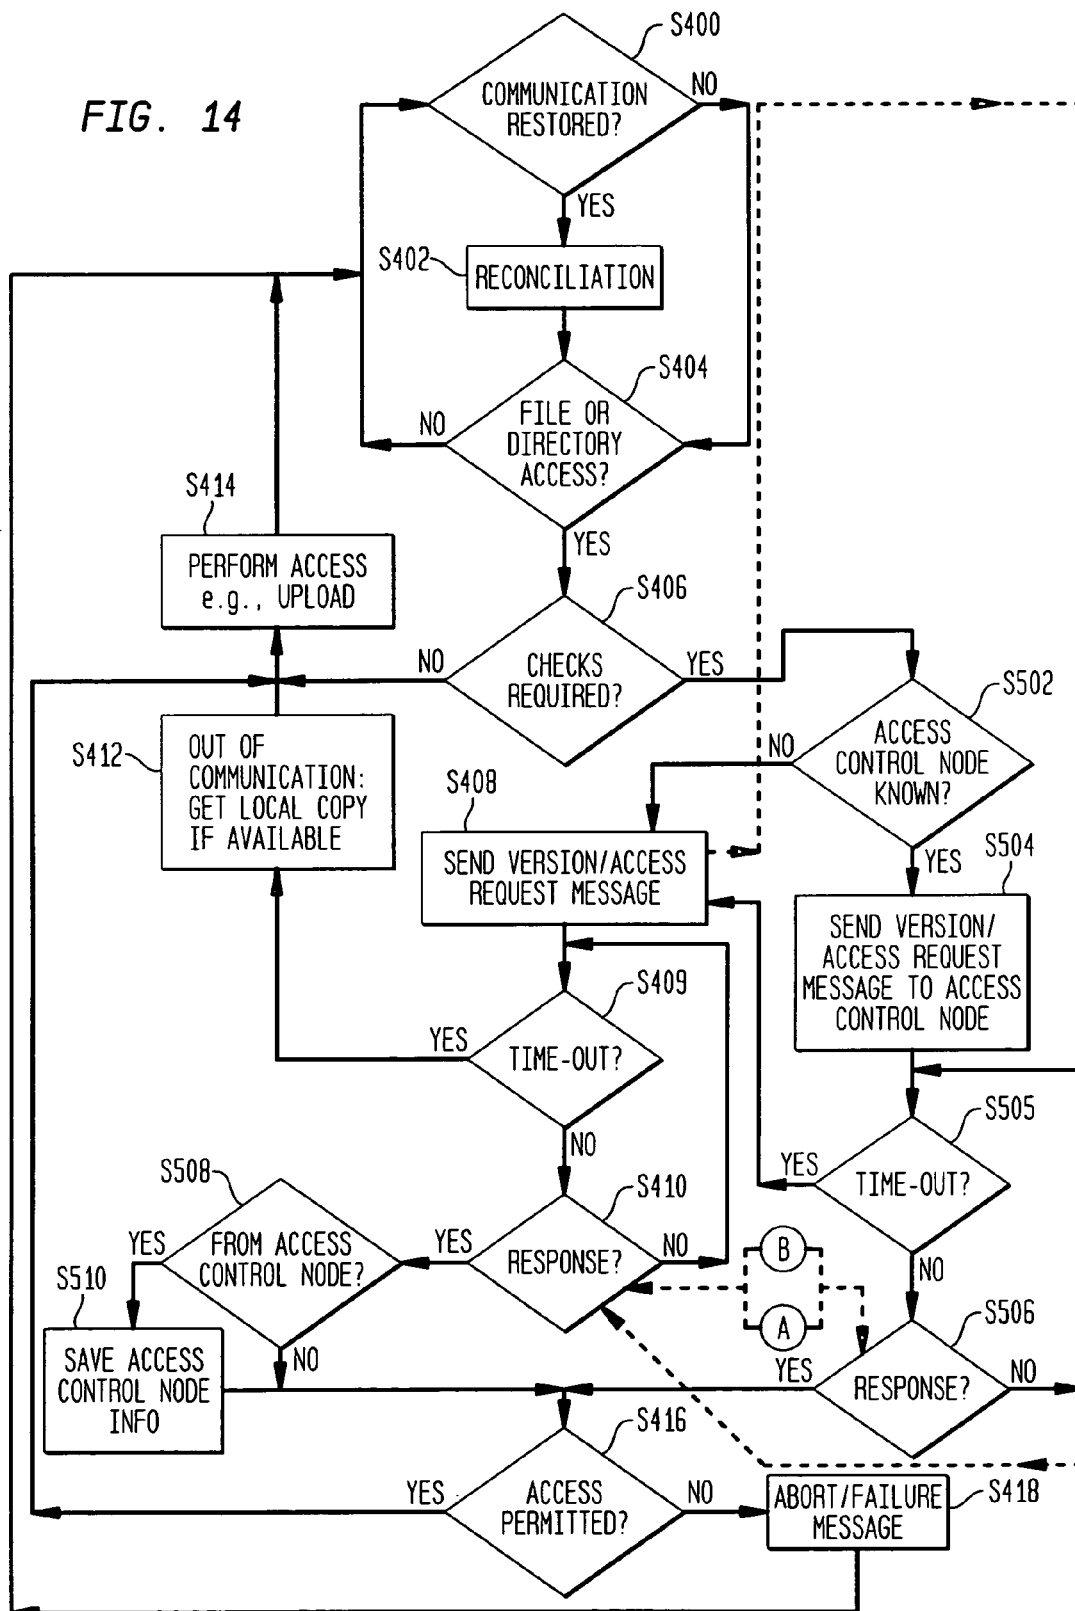 FIG. 14
S400
COMMUNICATION
RESTORED?
NO
YES
S402
RECONCILIATION
S404
FILE OR
DIRECTORY
ACCESS?
NO
YES
S414
PERFORM ACCESS
e.g., UPLOAD
S406
CHECKS
REQUIRED?
NO
YES
S502
ACCESS
CONTROL NODE
KNOWN?
NO
YES
S412
OUT OF
COMMUNICATION:
GET LOCAL COPY
IF AVAILABLE
S408
SEND VERSION/ACCESS
REQUEST MESSAGE
S504
SEND VERSION/
ACCESS REQUEST
MESSAGE TO ACCESS
CONTROL NODE
S409
TIME-OUT?
YES
NO
S505
TIME-OUT?
YES
NO
S508
FROM ACCESS
CONTROL NODE?
YES
NO
S410
RESPONSE?
YES
NO
B
A
S510
SAVE ACCESS
CONTROL NODE
INFO
S506
RESPONSE?
YES
NO
S416
ACCESS
PERMITTED?
YES
NO
S418
ABORT/FAILURE
MESSAGE